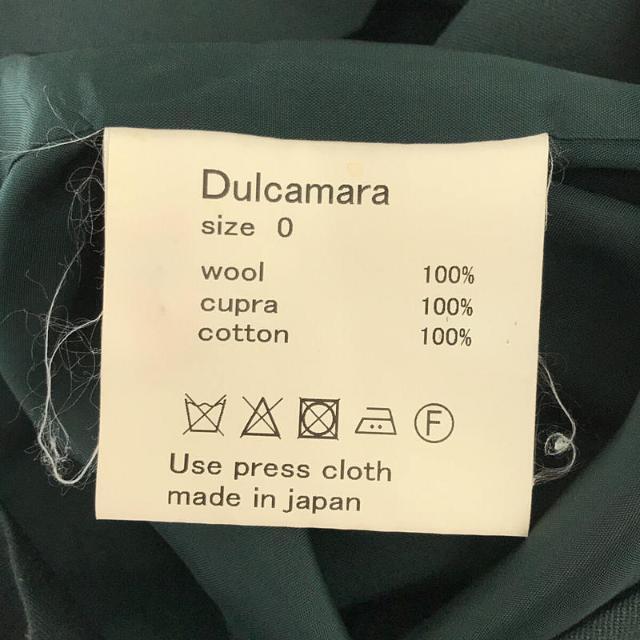 Dulcamara
size 0
wool 100%
cupra 100%
cotton 100%
F
Use press cloth
made in japan